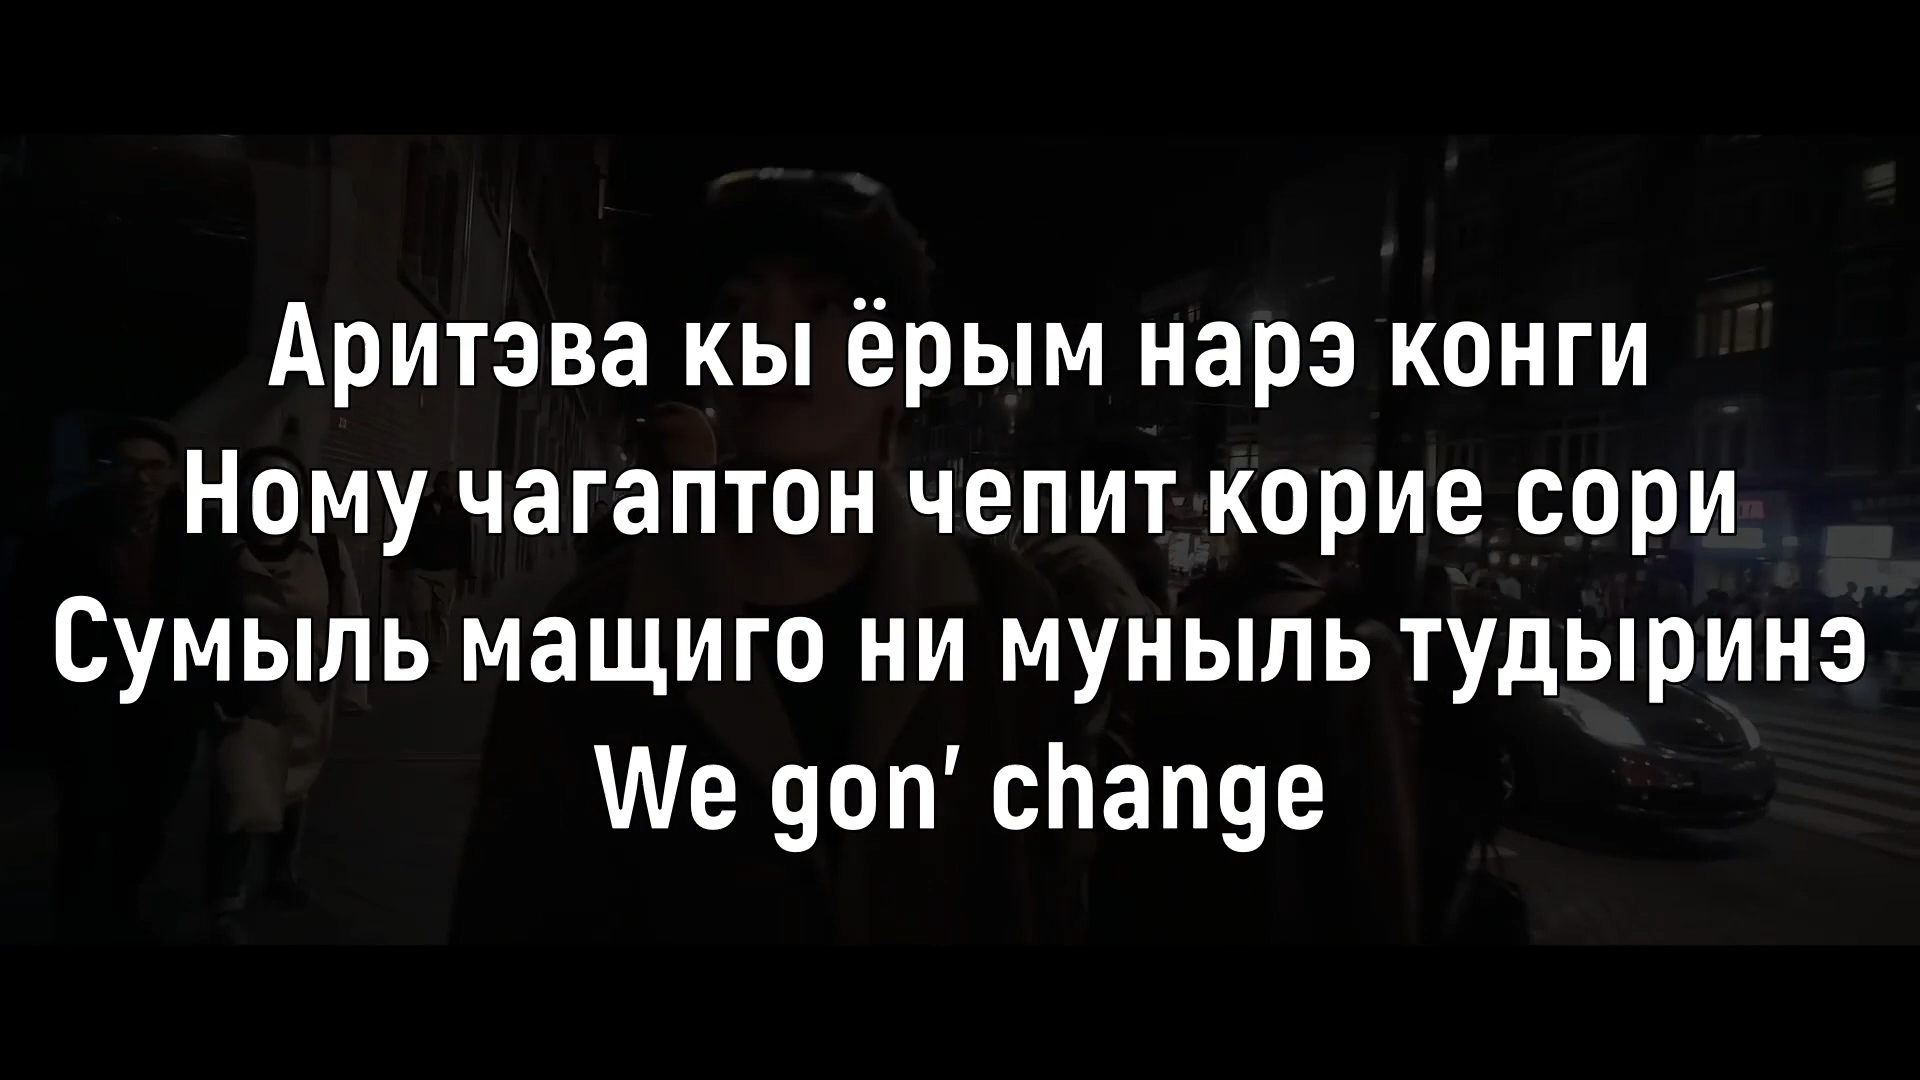 Аритэва кы ёрым нарэ конги
Ному чагаптон чепит корие сори
Сумыль мащиго ни муныль тудыринэ
We gon' change